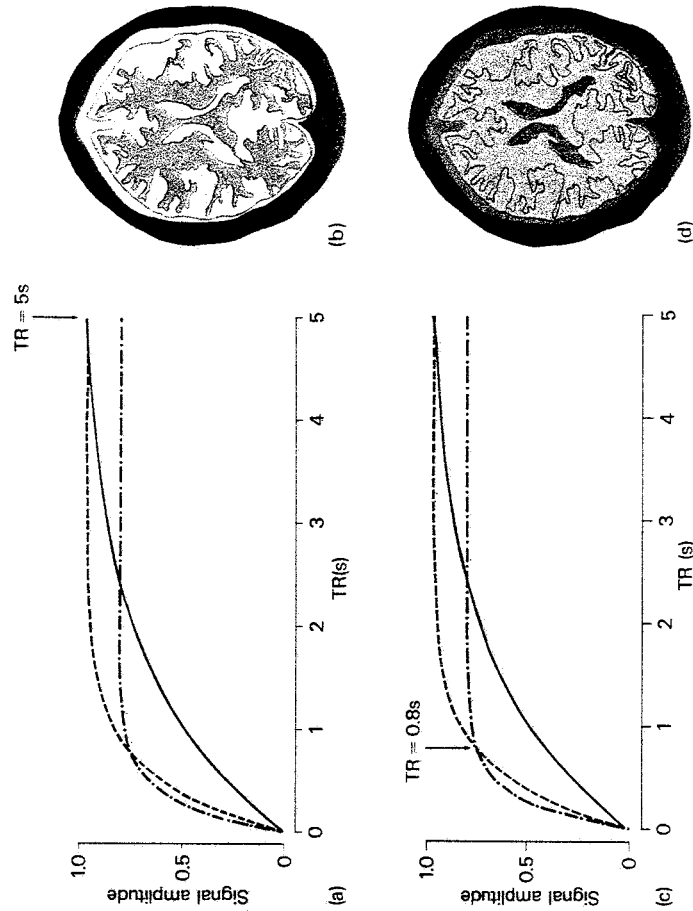 TR = 5s
1.0
0.5
0
Signal amplitude
0 1 2 3 4 5
TR(s)
(a)
(b)
TR = 0.8s
1.0
0.5
0
Signal amplitude
0 1 2 3 4 5
TR (s)
(c)
(d)